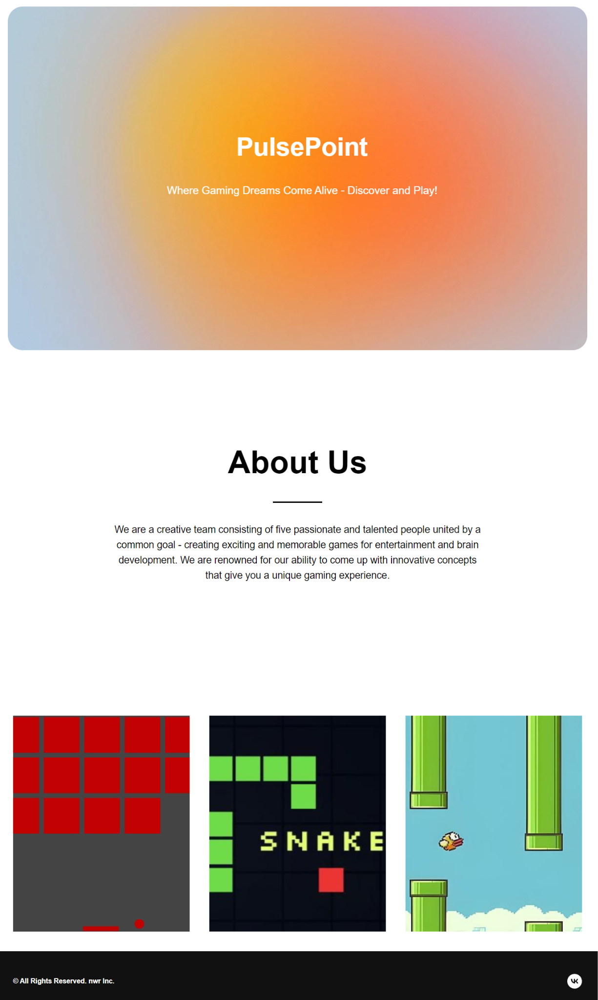 PulsePoint
Where Gaming Dreams Come Alive - Discover and Play!
About Us
We are a creative team consisting of five passionate and talented people united by a
common goal - creating exciting and memorable games for entertainment and brain
development. We are renowned for our ability to come up with innovative concepts
that give you a unique gaming experience.
SNAKE
© All Rights Reserved. nwr Inc.
VK